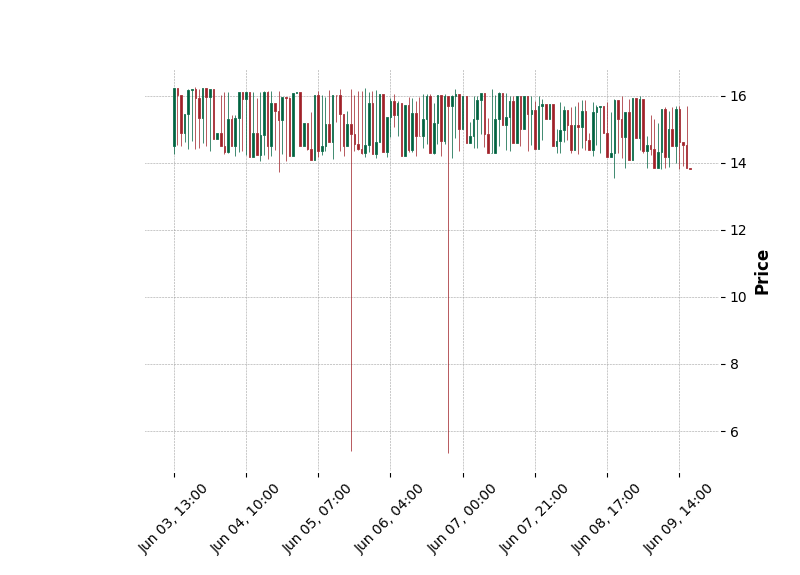 16
14
12
10
8
6
Price
Jun 03, 13:00
Jun 04, 10:00
Jun 05, 07:00
Jun 06, 04:00
Jun 07, 00:00
Jun 07, 21:00
Jun 08, 17:00
Jun 09, 14:00